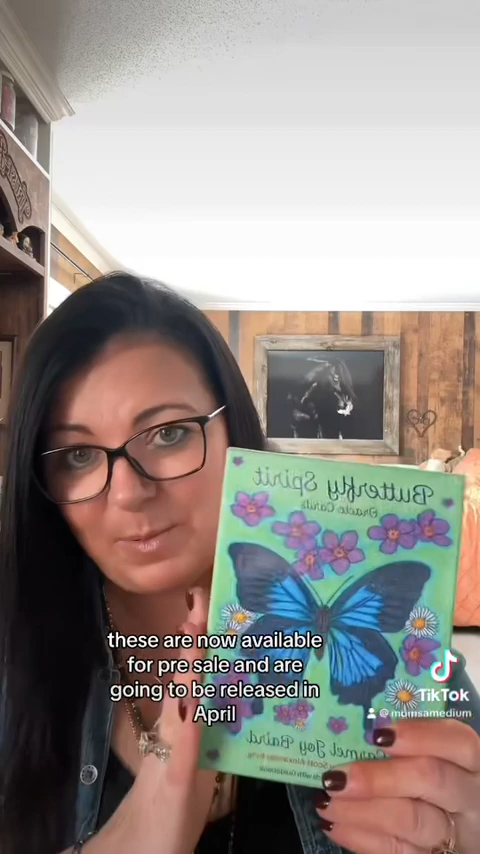 Butterfly Spirit
Oracle Cards
these are now available
for pre sale and are
going to be released in
April
TikTok
@momsamedium
Carmel Joy Baird